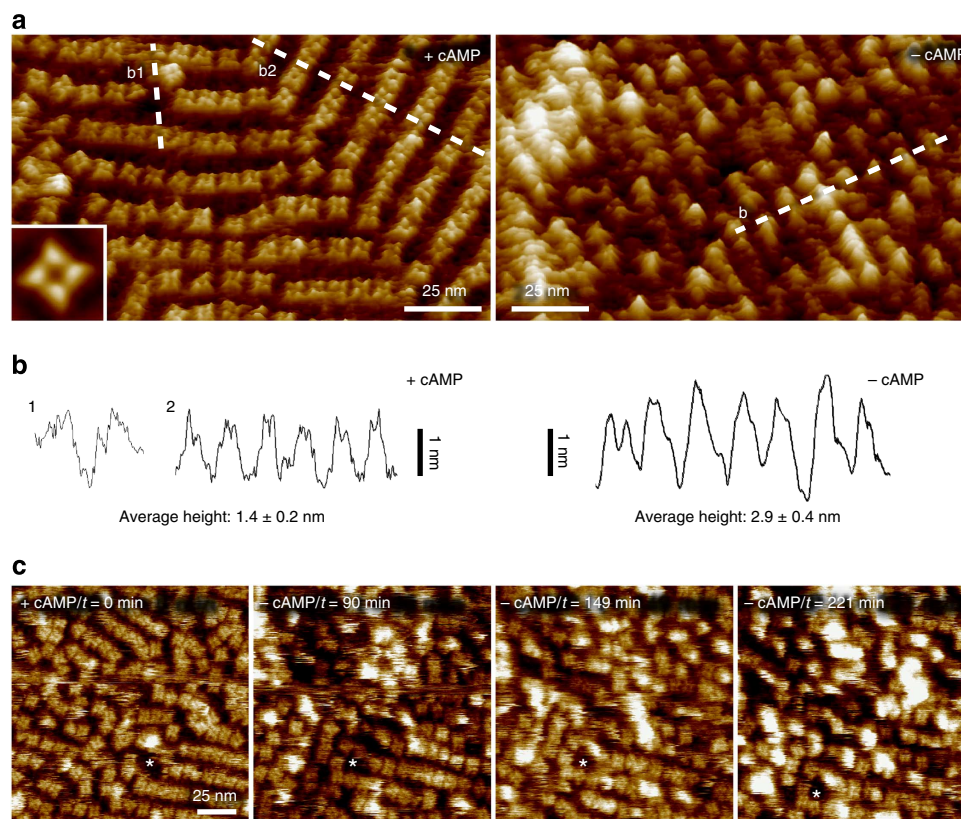 a
b1
b2
+ cAMP
– cAMP
b
25 nm
25 nm
b
+ cAMP
– cAMP
1
2
1 nm
1 nm
Average height: 1.4 ± 0.2 nm
Average height: 2.9 ± 0.4 nm
c
+ cAMP/t = 0 min
– cAMP/t = 90 min
– cAMP/t = 149 min
– cAMP/t = 221 min
*
*
*
*
25 nm